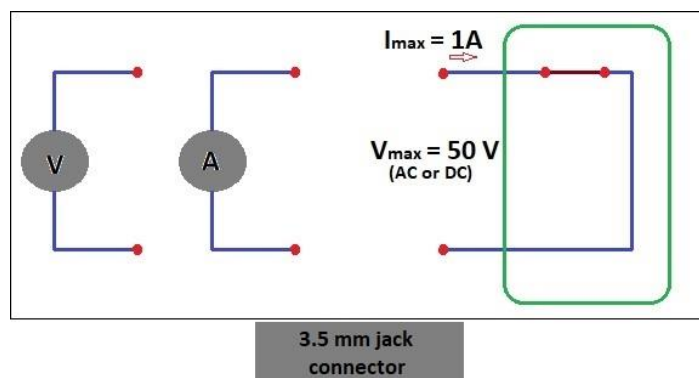 Imax = 1A
V
A
Vmax = 50 V
(AC or DC)
3.5 mm jack
connector